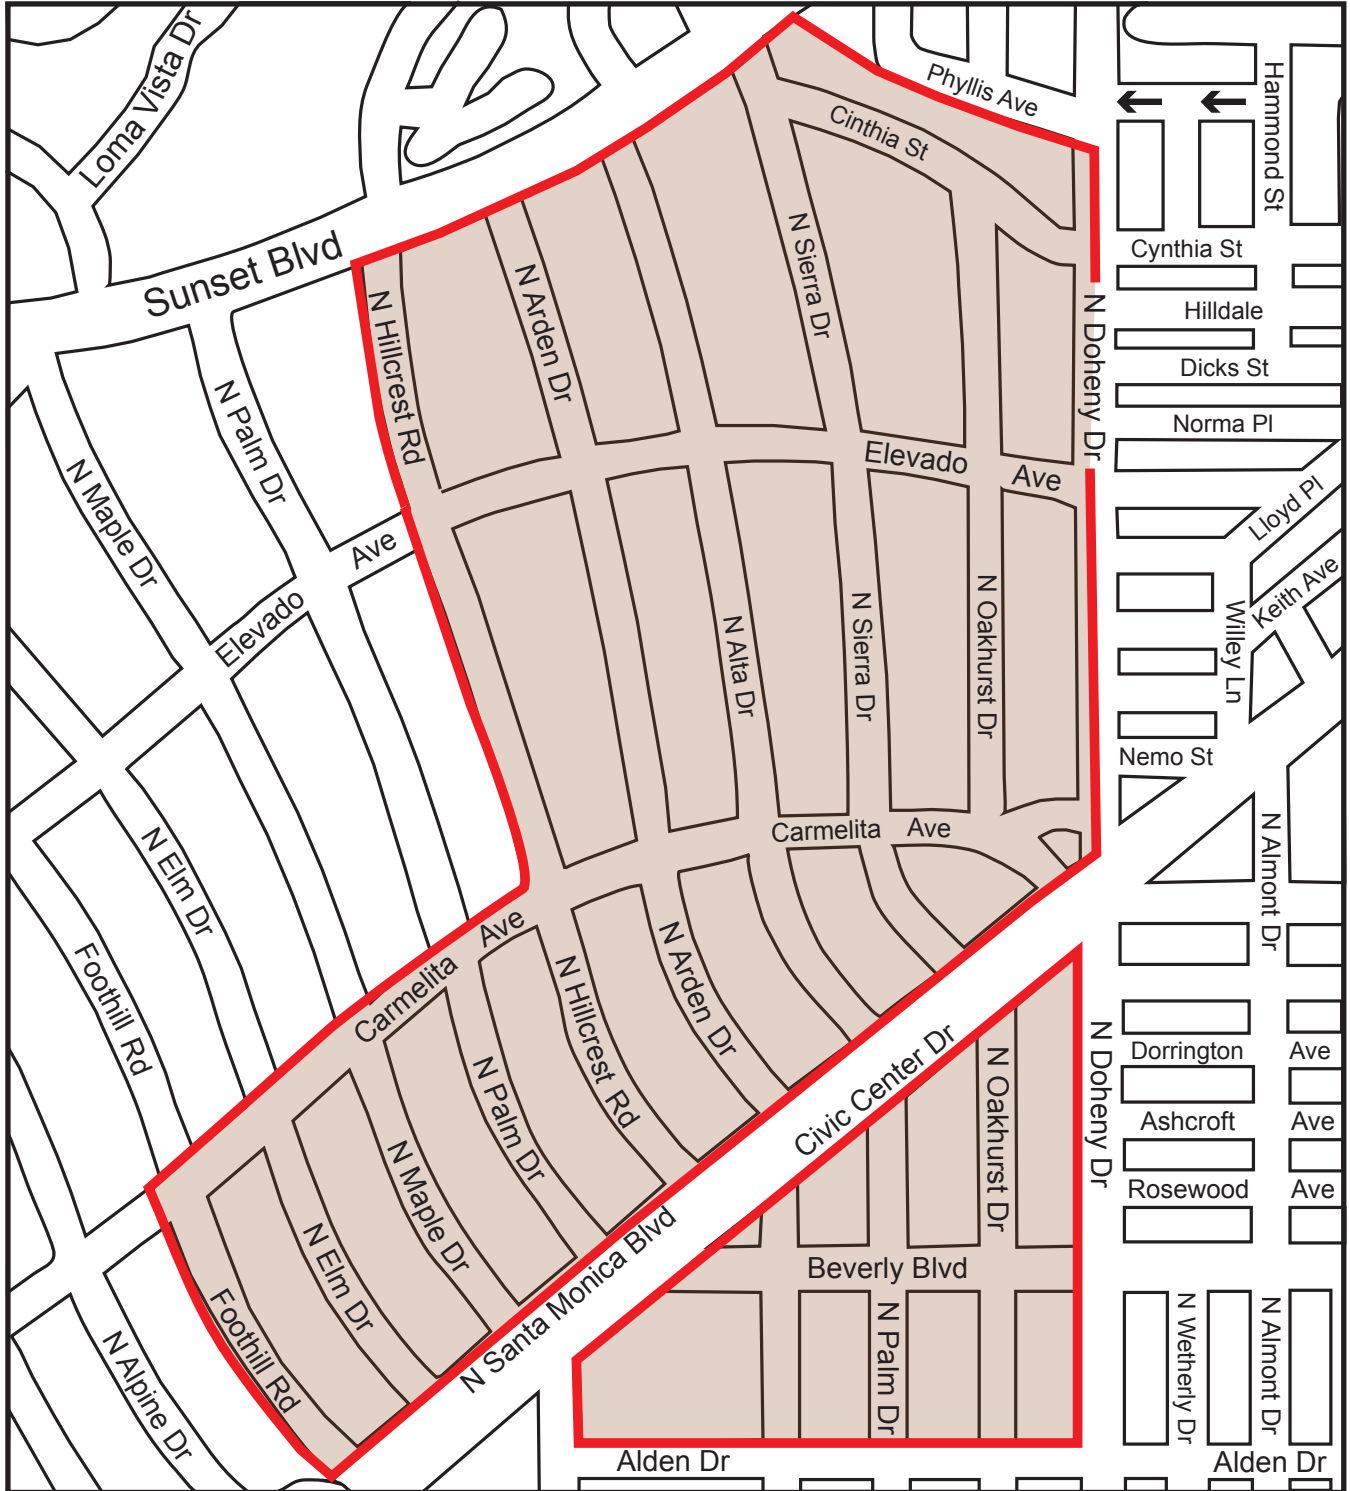 Loma Vista Dr
Phyllis Ave
Hammond St
Cinthia St
Sunset Blvd
N Sierra Dr
Cynthia St
N Hillcrest Rd
N Arden Dr
N Doheny Dr
Hilldale
Dicks St
N Palm Dr
Norma Pl
N Maple Dr
Elevado
Ave
Lloyd Pl
Ave
Keith Ave
Elevado
N Alta Dr
N Sierra Dr
N Oakhurst Dr
Willey Ln
Nemo St
Carmelita
Ave
N Elm Dr
N Almont Dr
Foothill Rd
Ave
Carmelita
N Hillcrest Rd
N Arden Dr
Civic Center Dr
N Oakhurst Dr
N Doheny Dr
Dorrington
Ave
N Palm Dr
Ashcroft
Ave
N Maple Dr
Rosewood
Ave
N Elm Dr
N Santa Monica Blvd
Beverly Blvd
Foothill Rd
N Palm Dr
N Wetherly Dr
N Almont Dr
N Alpine Dr
Alden Dr
Alden Dr